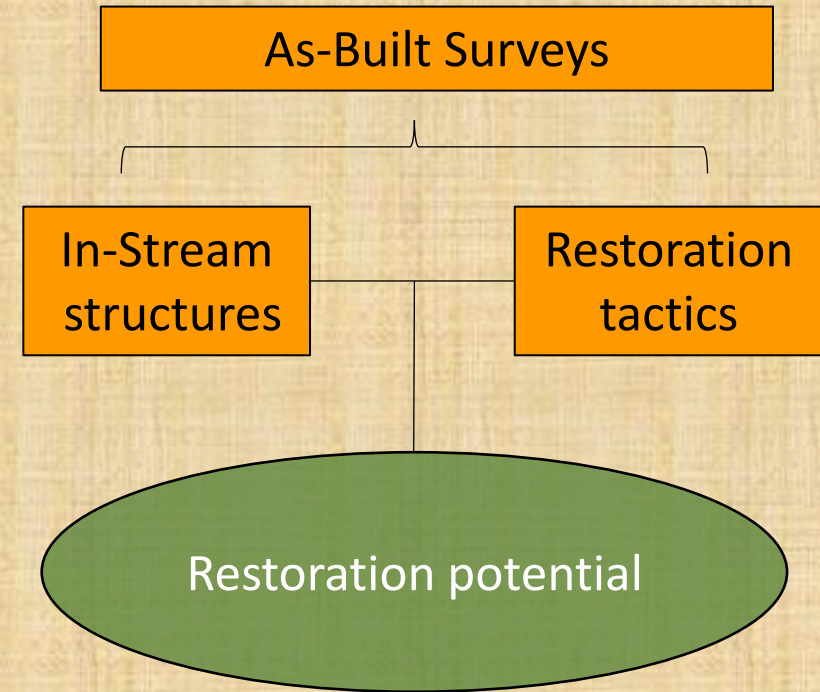 As-Built Surveys
In-Stream
structures
Restoration
tactics
Restoration potential